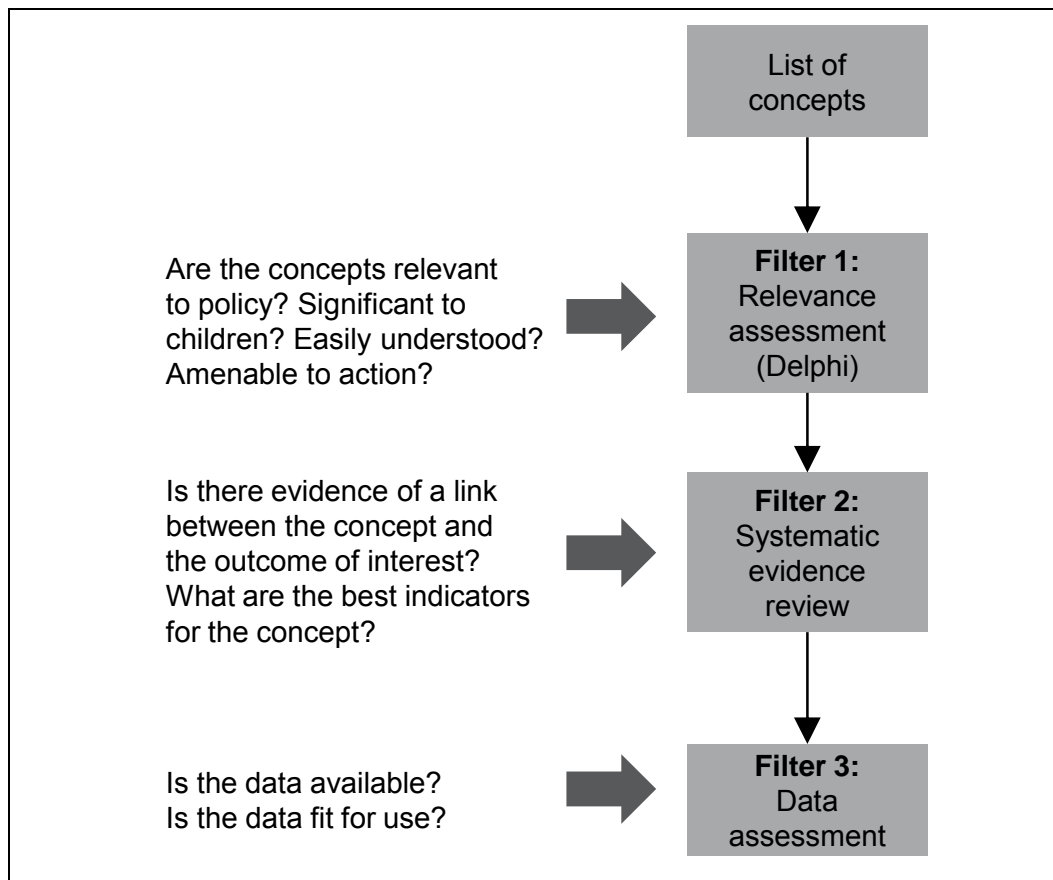 List of
concepts
Are the concepts relevant
to policy? Significant to
children? Easily understood?
Amenable to action?
Filter 1:
Relevance
assessment
(Delphi)
Is there evidence of a link
between the concept and
the outcome of interest?
What are the best indicators
for the concept?
Filter 2:
Systematic
evidence
review
Is the data available?
Is the data fit for use?
Filter 3:
Data
assessment